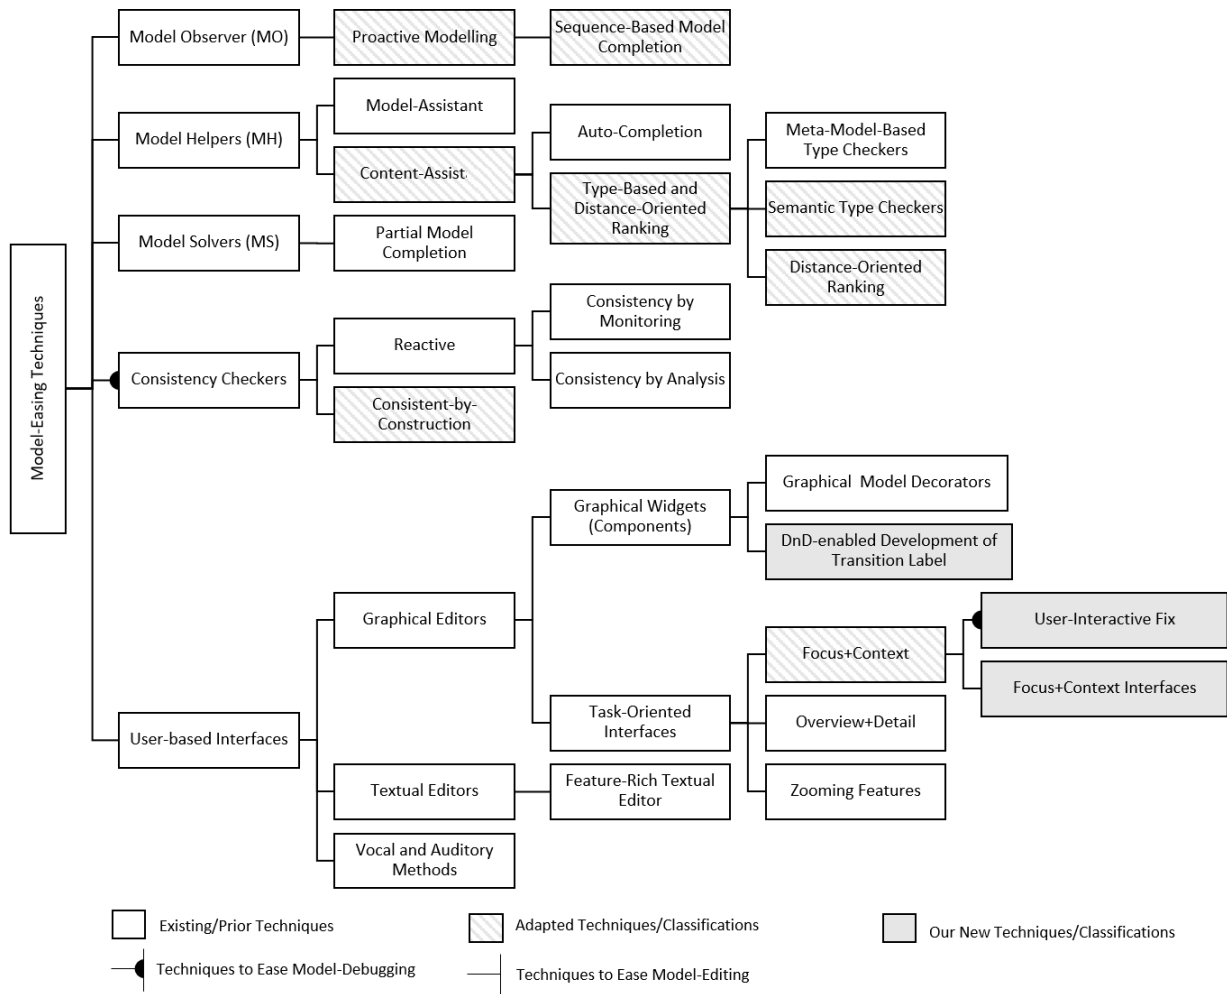 Model Observer (MO)
Proactive Modelling
Sequence-Based Model
Completion
Model-Assistant
Model Helpers (MH)
Auto-Completion
Meta-Model-Based
Type Checkers
Content-Assist
Type-Based and
Distance-Oriented
Ranking
Semantic Type Checkers
Model Solvers (MS)
Partial Model
Completion
Distance-Oriented
Ranking
Model-Easing Techniques
Consistency by
Monitoring
Reactive
Consistency Checkers
Consistency by Analysis
Consistent-by-
Construction
Graphical Model Decorators
Graphical Widgets
(Components)
DnD-enabled Development of
Transition Label
Graphical Editors
User-Interactive Fix
Focus+Context
Focus+Context Interfaces
Task-Oriented
Interfaces
Overview+Detail
User-based Interfaces
Textual Editors
Feature-Rich Textual
Editor
Zooming Features
Vocal and Auditory
Methods
Existing/Prior Techniques
Adapted Techniques/Classifications
Our New Techniques/Classifications
Techniques to Ease Model-Debugging
Techniques to Ease Model-Editing